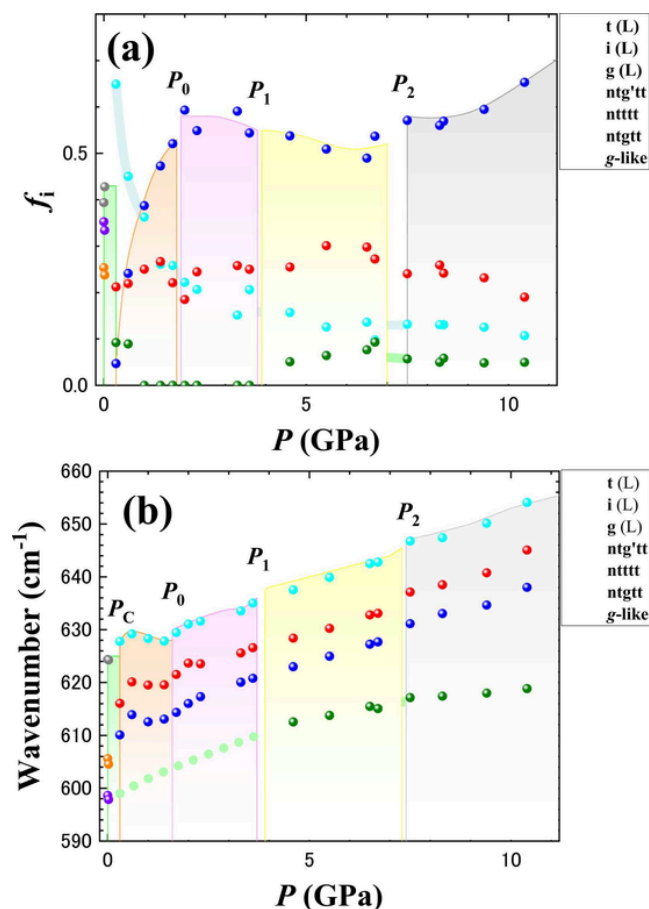 (a)
P0
P1
P2
t (L)
i (L)
g (L)
ntg'tt
ntttt
ntgtt
g-like
fi
0.5
0.0
0
5
10
P (GPa)
(b)
660
650
640
630
620
610
600
590
Wavenumber (cm-1)
PC
P0
P1
P2
t (L)
i (L)
g (L)
ntg'tt
ntttt
ntgtt
g-like
0
5
10
P (GPa)